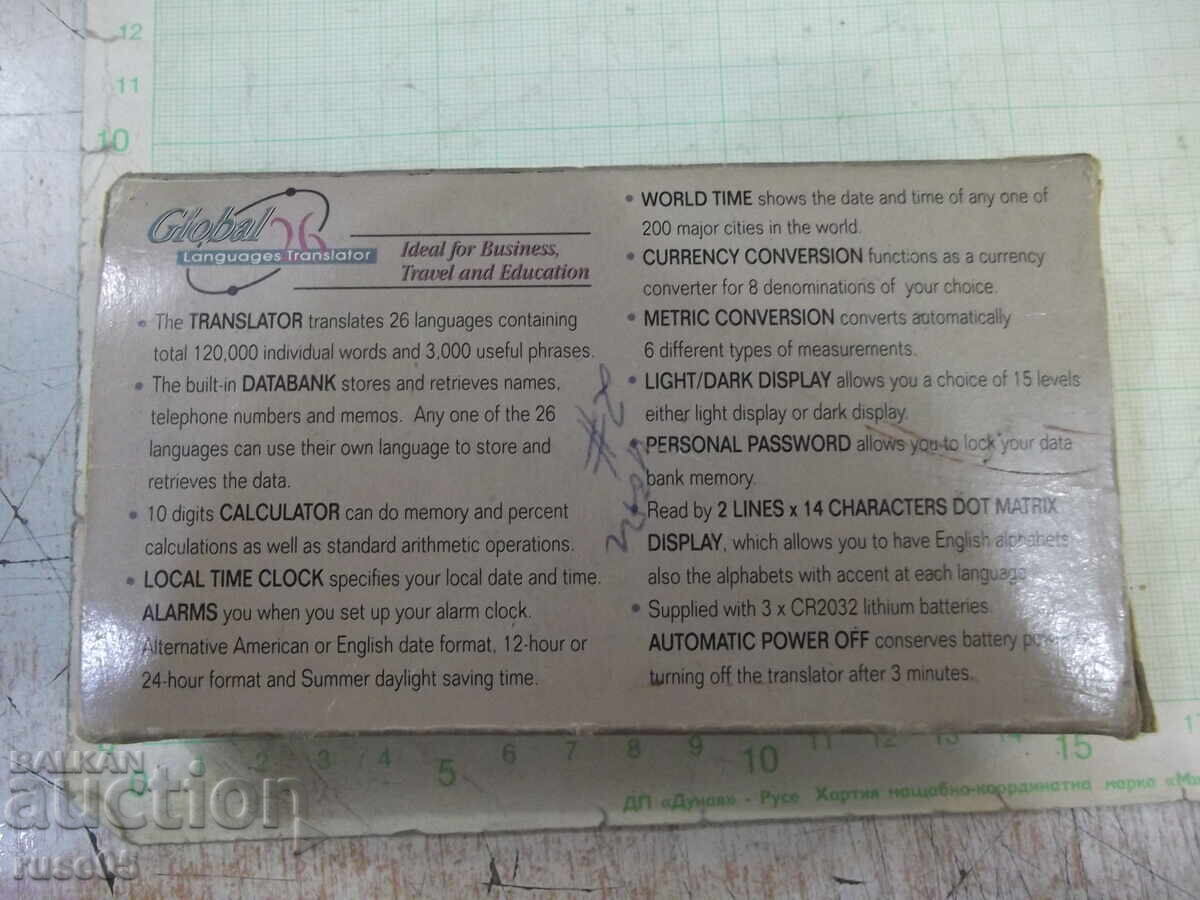 12
11
10
Global 26
Languages Translator
Ideal for Business,
Travel and Education
• The TRANSLATOR translates 26 languages containing
total 120,000 individual words and 3,000 useful phrases.
• The built-in DATABANK stores and retrieves names,
telephone numbers and memos. Any one of the 26
languages can use their own language to store and
retrieves the data.
• 10 digits CALCULATOR can do memory and percent
calculations as well as standard arithmetic operations.
• LOCAL TIME CLOCK specifies your local date and time.
ALARMS you when you set up your alarm clock.
Alternative American or English date format, 12-hour or
24-hour format and Summer daylight saving time.
• WORLD TIME shows the date and time of any one of
200 major cities in the world.
• CURRENCY CONVERSION functions as a currency
converter for 8 denominations of your choice.
• METRIC CONVERSION converts automatically
6 different types of measurements.
• LIGHT/DARK DISPLAY allows you a choice of 15 levels
either light display or dark display.
• PERSONAL PASSWORD allows you to lock your data
bank memory.
• Read by 2 LINES x 14 CHARACTERS DOT MATRIX
DISPLAY, which allows you to have English alphabets
also the alphabets with accent at each language
• Supplied with 3 x CR2032 lithium batteries.
AUTOMATIC POWER OFF conserves battery
turning off the translator after 3 minutes.
0 1 2 3 4 5 6 7 8 9 10 11 12 13 14 15
ДП «Дунав» - Русе Хартия мащабно-координатна марка
BALKAN
auction
ruso05